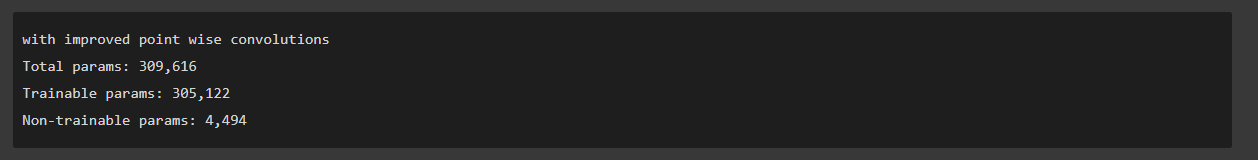 with improved point wise convolutions
Total params: 309,616
Trainable params: 305,122
Non-trainable params: 4,494